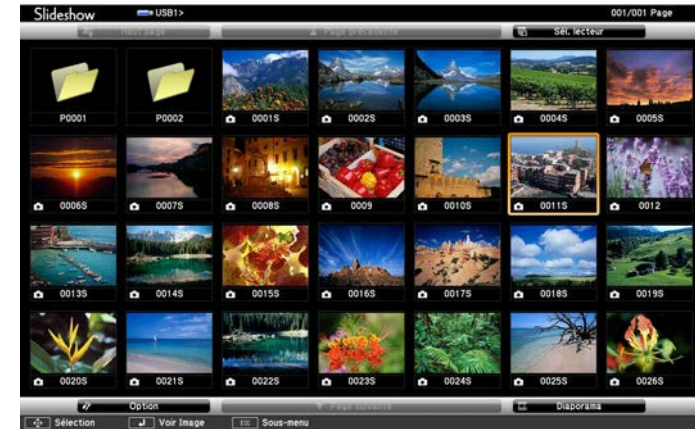 Slideshow USB1> 001/001 Page
Haut page Page précédente Sél. lecteur
P0001 P0002 0001S 0002S 0003S 0004S 0005S
0006S 0007S 0008S 0009 0010S 0011S 0012
0013S 0014S 0015S 0016S 0017S 0018S 0019S
0020S 0021S 0022S 0023S 0024S 0025S 0026S
Option Page suivante Diaporama
Sélection Voir Image Esc Sous-menu